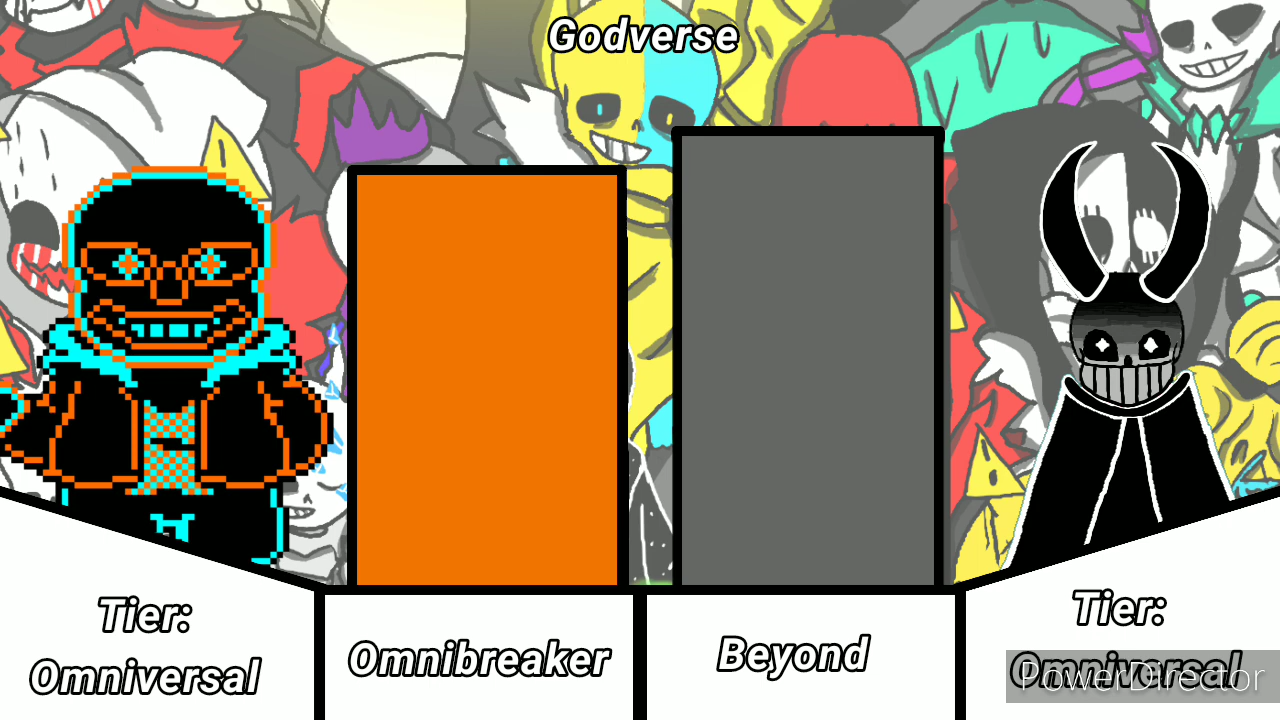 Godverse
Tier:
Omniversal
Omnibreaker
Beyond
Tier:
Omniversal
PowerDirector